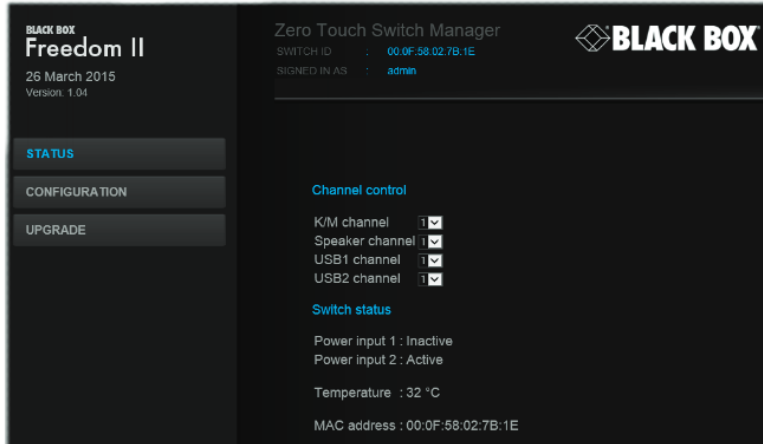 BLACK BOX
Freedom II
26 March 2015
Version: 1.04
Zero Touch Switch Manager
SWITCH ID : 00:0F:58:02:7B:1E
SIGNED IN AS : admin
BLACK BOX
STATUS
CONFIGURATION
UPGRADE
Channel control
K/M channel 1
Speaker channel 1
USB1 channel 1
USB2 channel 1
Switch status
Power input 1 : Inactive
Power input 2 : Active
Temperature : 32 °C
MAC address : 00:0F:58:02:7B:1E